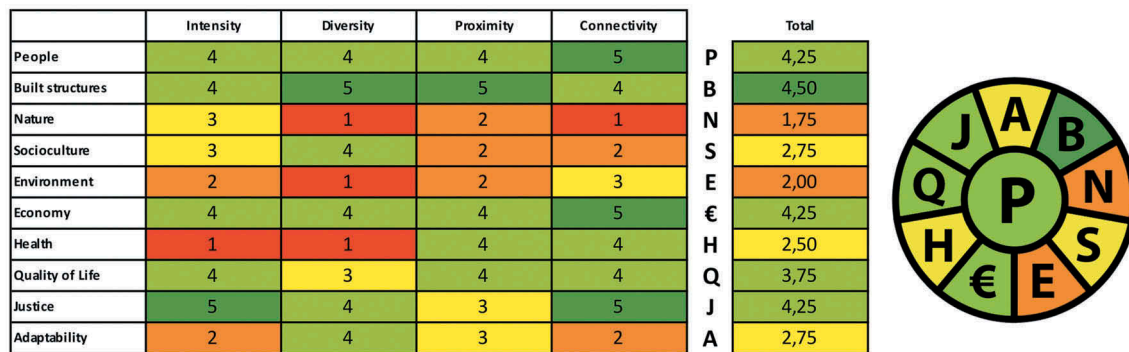 Intensity Diversity Proximity Connectivity Total
People 4 4 4 5 P 4,25
Built structures 4 5 5 4 B 4,50
Nature 3 1 2 1 N 1,75
Socioculture 3 4 2 2 S 2,75
Environment 2 1 2 3 E 2,00
Economy 4 4 4 5 € 4,25
Health 1 1 4 4 H 2,50
Quality of Life 4 3 4 4 Q 3,75
Justice 5 4 3 5 J 4,25
Adaptability 2 4 3 2 A 2,75
A
B
N
S
E
€
H
Q
J
P